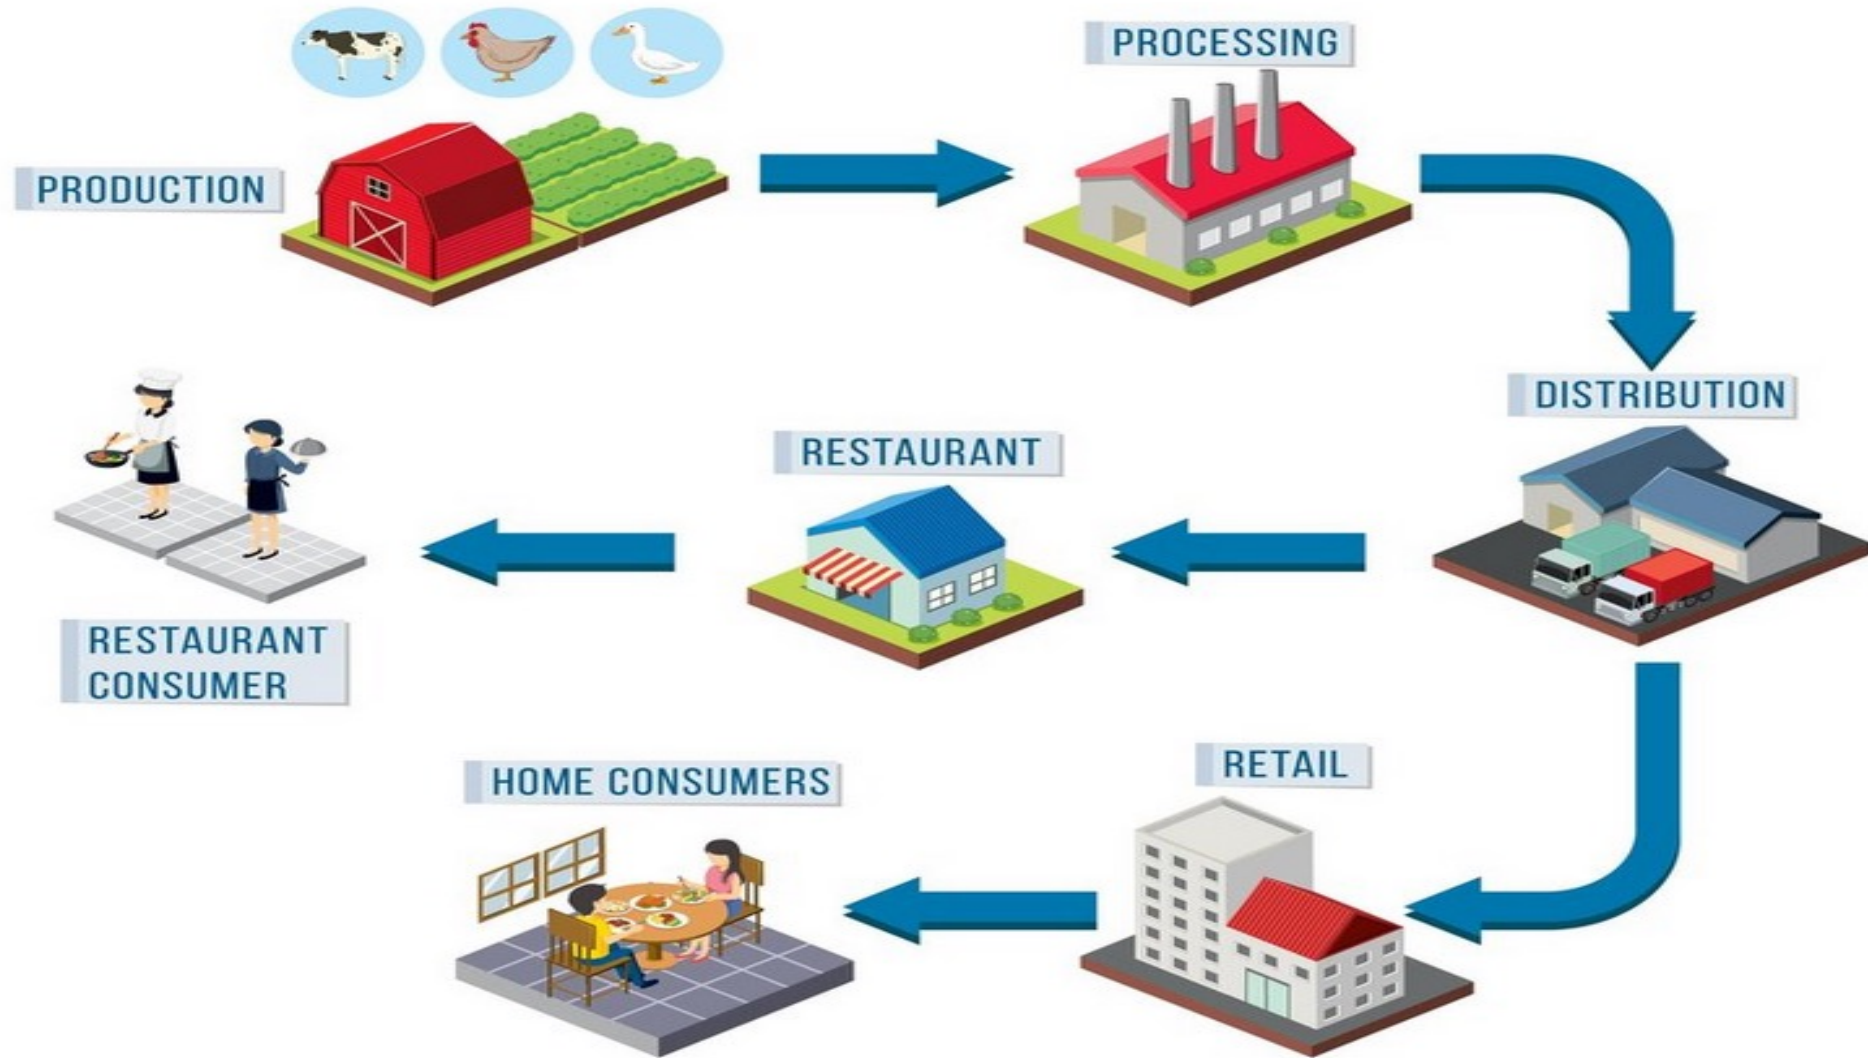 PRODUCTION
PROCESSING
DISTRIBUTION
RESTAURANT
RESTAURANT
CONSUMER
RETAIL
HOME CONSUMERS